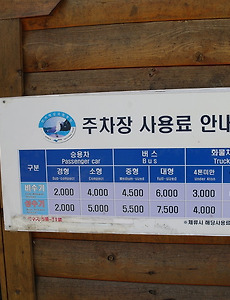 주차장 사용료 안내
구분 승용차 버스 화물차
Passenger car Bus Truck
경형 소형 중형 대형 4톤미만
Sub-compact Compact Medium-sized Full-sized
비수기 2.000 4.000 4.500 6.000 3.000
성수기 2.000 5.000 5.500 7.500 4.000